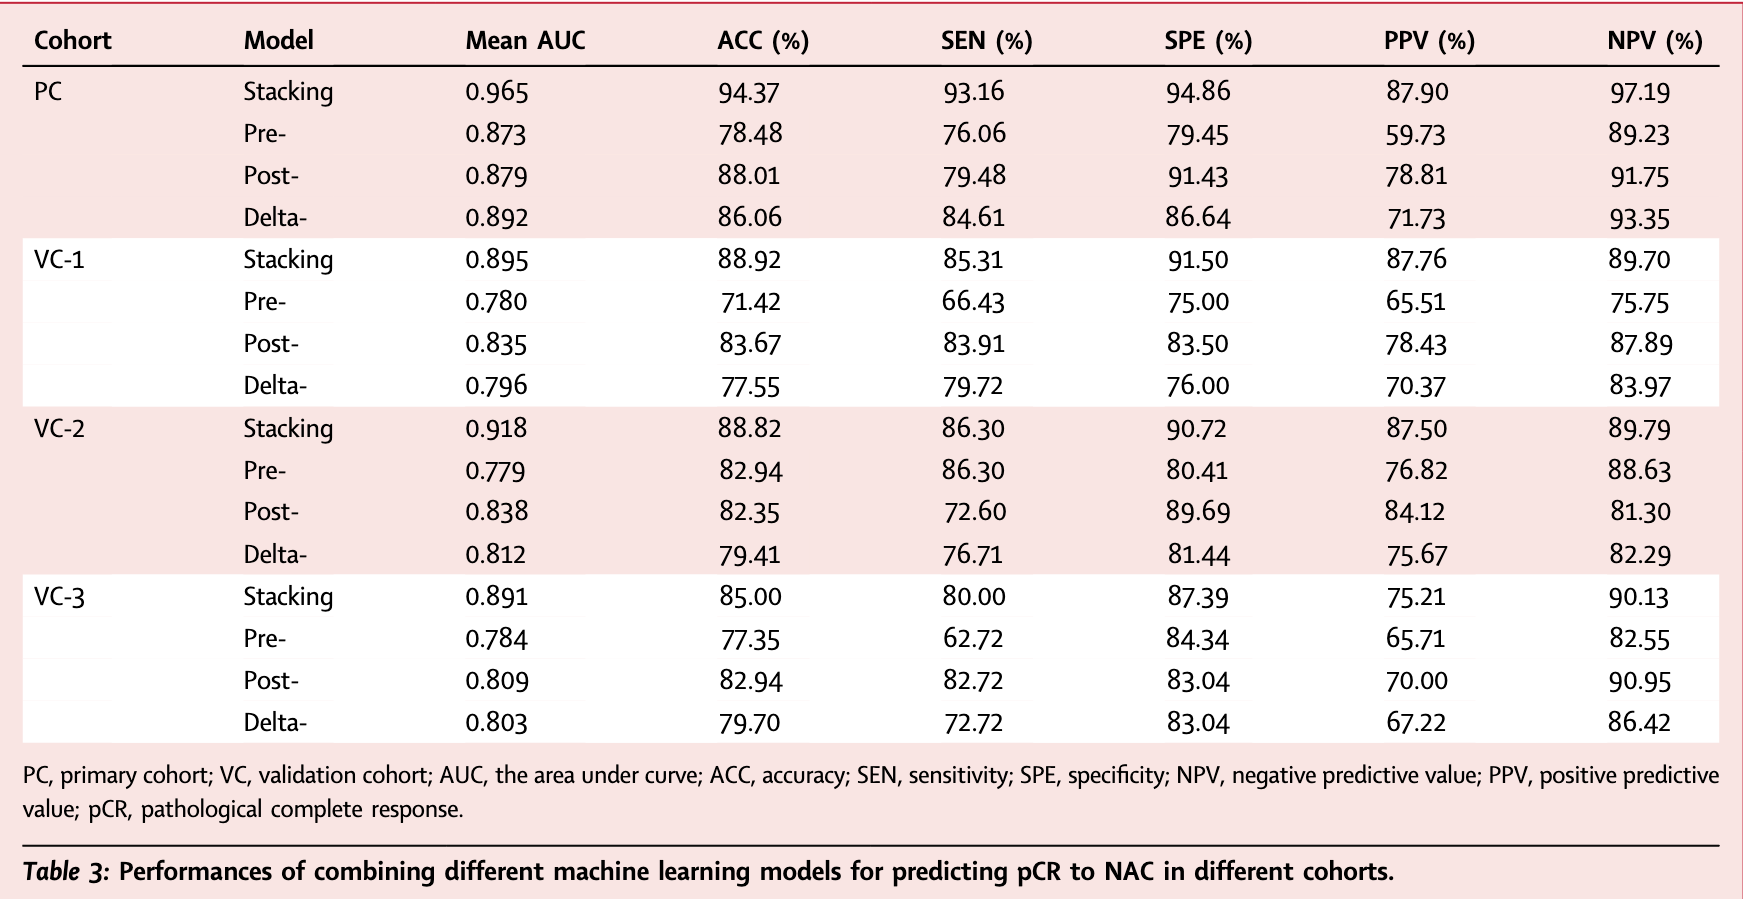 Cohort Model Mean AUC ACC (%) SEN (%) SPE (%) PPV (%) NPV (%)
PC Stacking 0.965 94.37 93.16 94.86 87.90 97.19
Pre- 0.873 78.48 76.06 79.45 59.73 89.23
Post- 0.879 88.01 79.48 91.43 78.81 91.75
Delta- 0.892 86.06 84.61 86.64 71.73 93.35
VC-1 Stacking 0.895 88.92 85.31 91.50 87.76 89.70
Pre- 0.780 71.42 66.43 75.00 65.51 75.75
Post- 0.835 83.67 83.91 83.50 78.43 87.89
Delta- 0.796 77.55 79.72 76.00 70.37 83.97
VC-2 Stacking 0.918 88.82 86.30 90.72 87.50 89.79
Pre- 0.779 82.94 86.30 80.41 76.82 88.63
Post- 0.838 82.35 72.60 89.69 84.12 81.30
Delta- 0.812 79.41 76.71 81.44 75.67 82.29
VC-3 Stacking 0.891 85.00 80.00 87.39 75.21 90.13
Pre- 0.784 77.35 62.72 84.34 65.71 82.55
Post- 0.809 82.94 82.72 83.04 70.00 90.95
Delta- 0.803 79.70 72.72 83.04 67.22 86.42
PC, primary cohort; VC, validation cohort; AUC, the area under curve; ACC, accuracy; SEN, sensitivity; SPE, specificity; NPV, negative predictive value; PPV, positive predictive
value; pCR, pathological complete response.
Table 3: Performances of combining different machine learning models for predicting pCR to NAC in different cohorts.